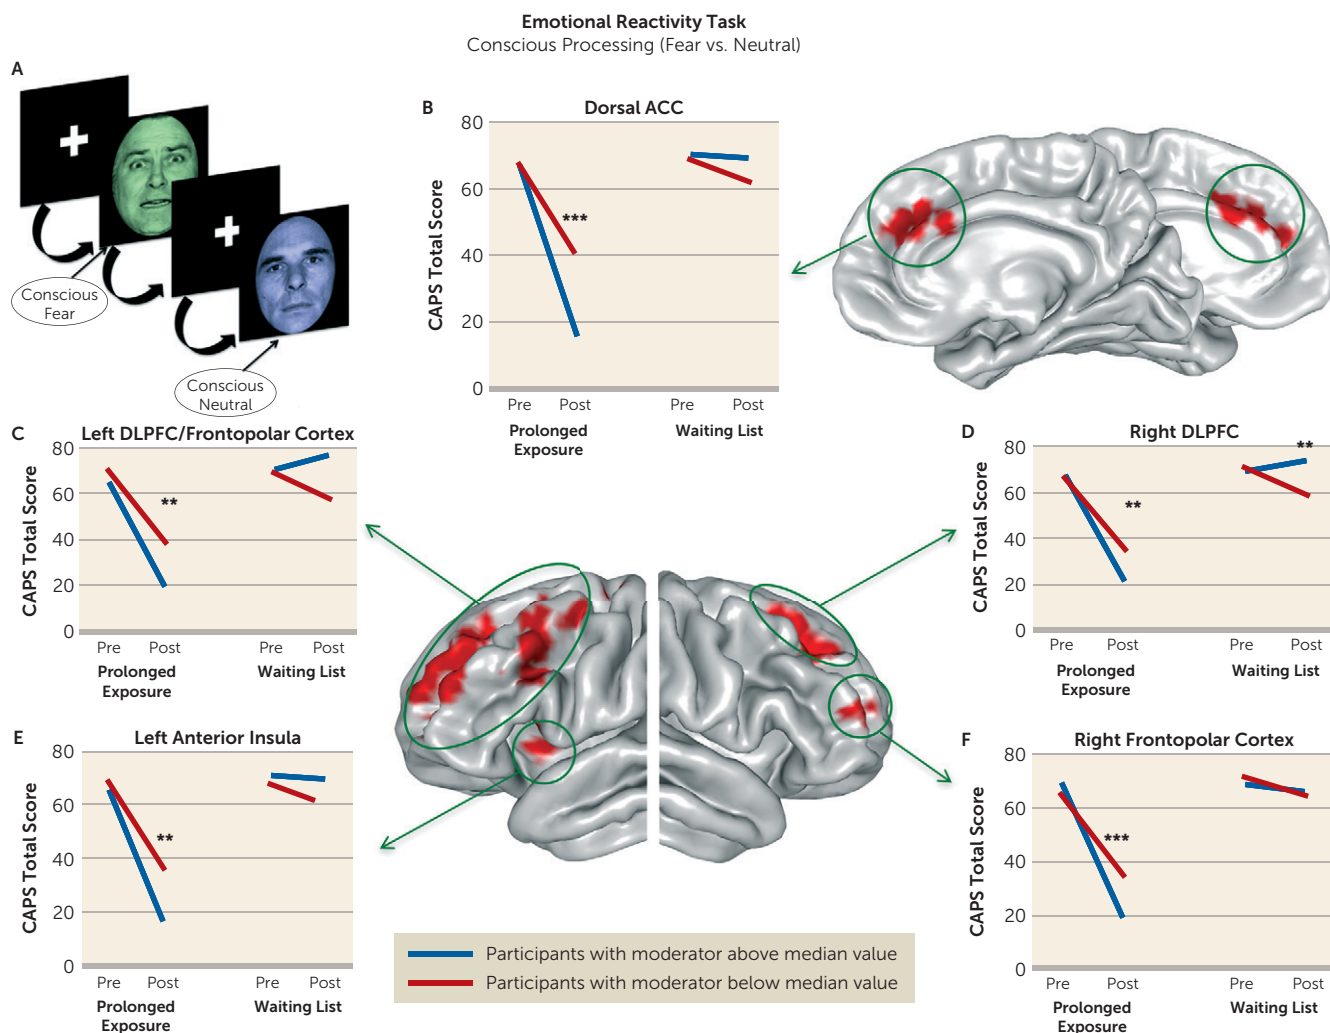 Emotional Reactivity Task
Conscious Processing (Fear vs. Neutral)
A
Conscious
Fear
Conscious
Neutral
B
Dorsal ACC
CAPS Total Score
80
60
40
20
0
***
Pre
Post
Pre
Post
Prolonged
Exposure
Waiting List
C
Left DLPFC/Frontopolar Cortex
CAPS Total Score
80
60
40
20
0
**
Pre
Post
Pre
Post
Prolonged
Exposure
Waiting List
D
Right DLPFC
CAPS Total Score
80
60
40
20
0
**
**
Pre
Post
Pre
Post
Prolonged
Exposure
Waiting List
E
Left Anterior Insula
CAPS Total Score
80
60
40
20
0
**
Pre
Post
Pre
Post
Prolonged
Exposure
Waiting List
F
Right Frontopolar Cortex
CAPS Total Score
80
60
40
20
0
***
Pre
Post
Pre
Post
Prolonged
Exposure
Waiting List
Participants with moderator above median value
Participants with moderator below median value